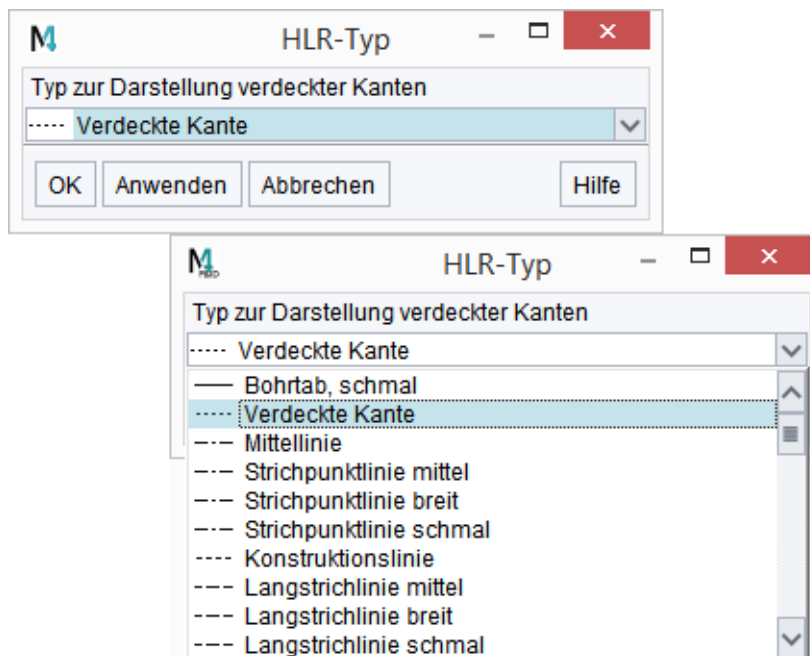 HLR-Typ
Typ zur Darstellung verdeckter Kanten
Verdeckte Kante
OK Anwenden Abbrechen Hilfe
HLR-Typ
Typ zur Darstellung verdeckter Kanten
Verdeckte Kante
Bohrtab, schmal
Verdeckte Kante
Mittellinie
Strichpunktlinie mittel
Strichpunktlinie breit
Strichpunktlinie schmal
Konstruktionslinie
Langstrichlinie mittel
Langstrichlinie breit
Langstrichlinie schmal